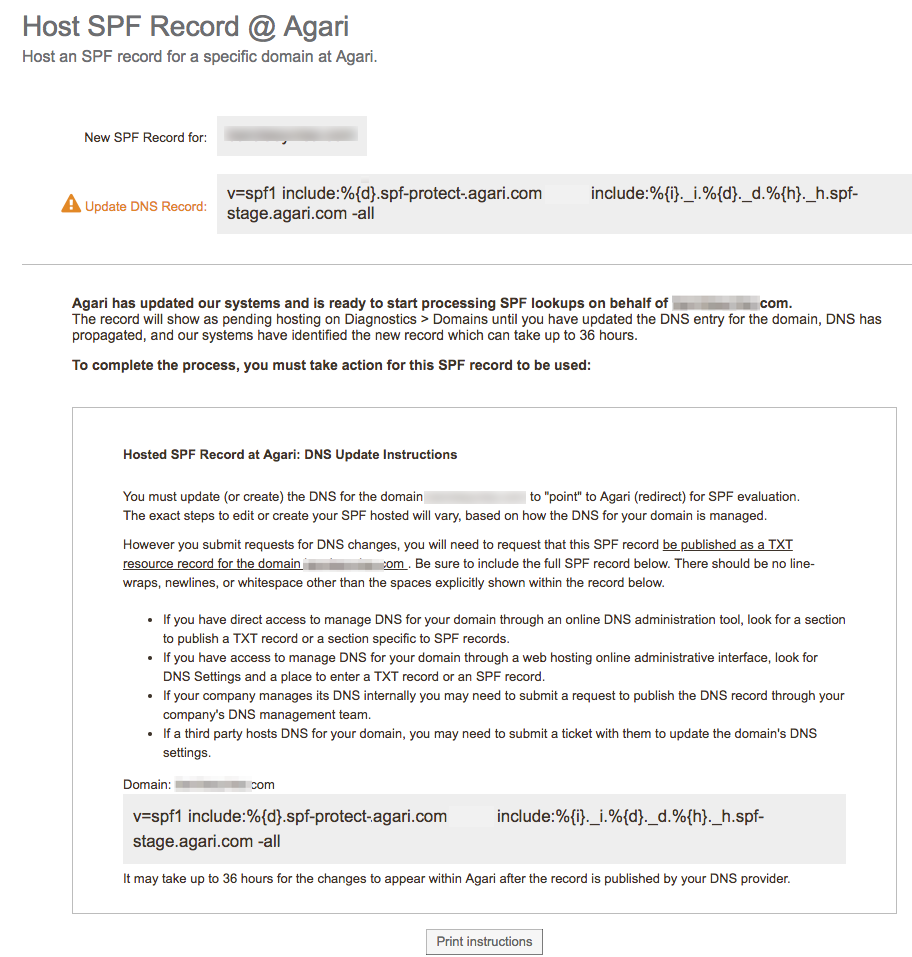 Host SPF Record @ Agari
Host an SPF record for a specific domain at Agari.
New SPF Record for:
Update DNS Record:
v=spf1 include:%{d}.spf-protect-.agari.com include:%{i}._i.%{d}._d.%{h}._h.spf-
stage.agari.com -all
Agari has updated our systems and is ready to start processing SPF lookups on behalf of com.
The record will show as pending hosting on Diagnostics > Domains until you have updated the DNS entry for the domain, DNS has
propagated, and our systems have identified the new record which can take up to 36 hours.
To complete the process, you must take action for this SPF record to be used:
Hosted SPF Record at Agari: DNS Update Instructions
You must update (or create) the DNS for the domain to "point" to Agari (redirect) for SPF evaluation.
The exact steps to edit or create your SPF hosted will vary, based on how the DNS for your domain is managed.
However you submit requests for DNS changes, you will need to request that this SPF record be published as a TXT
resource record for the domain com . Be sure to include the full SPF record below. There should be no line-
wraps, newlines, or whitespace other than the spaces explicitly shown within the record below.
• If you have direct access to manage DNS for your domain through an online DNS administration tool, look for a section
to publish a TXT record or a section specific to SPF records.
• If you have access to manage DNS for your domain through a web hosting online administrative interface, look for
DNS Settings and a place to enter a TXT record or an SPF record.
• If your company manages its DNS internally you may need to submit a request to publish the DNS record through your
company's DNS management team.
• If a third party hosts DNS for your domain, you may need to submit a ticket with them to update the domain's DNS
settings.
Domain: com
v=spf1 include:%{d}.spf-protect-.agari.com include:%{i}._i.%{d}._d.%{h}._h.spf-
stage.agari.com -all
It may take up to 36 hours for the changes to appear within Agari after the record is published by your DNS provider.
Print instructions